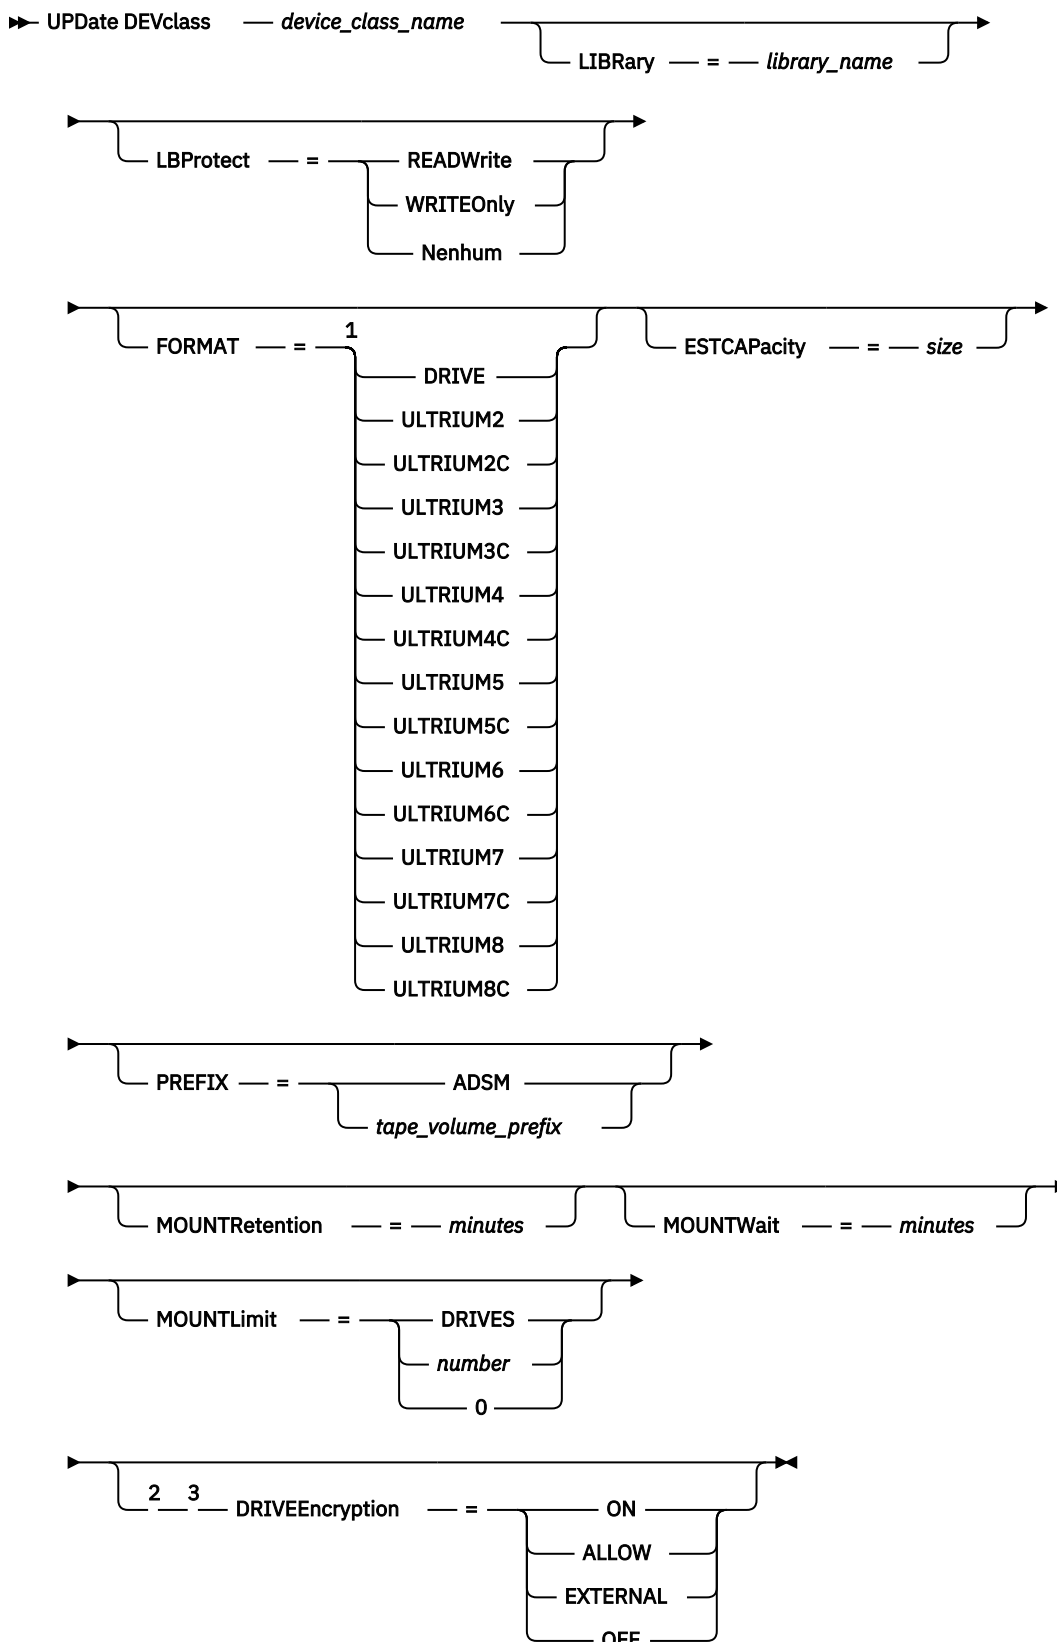 UPDate DEVclass — device_class_name
LIBRary — = — library_name
LBProtect — = — READWrite
WRITEOnly
Nenhum
1
FORMAT — = — ESTCAPacity — = — size
DRIVE
ULTRIUM2
ULTRIUM2C
ULTRIUM3
ULTRIUM3C
ULTRIUM4
ULTRIUM4C
ULTRIUM5
ULTRIUM5C
ULTRIUM6
ULTRIUM6C
ULTRIUM7
ULTRIUM7C
ULTRIUM8
ULTRIUM8C
PREFIX — = — ADSM
tape_volume_prefix
MOUNTRetention — = — minutes MOUNTWait — = — minutes
MOUNTLimit — = — DRIVES
number
0
2 3
DRIVEEncryption — = — ON
ALLOW
EXTERNAL
OFF